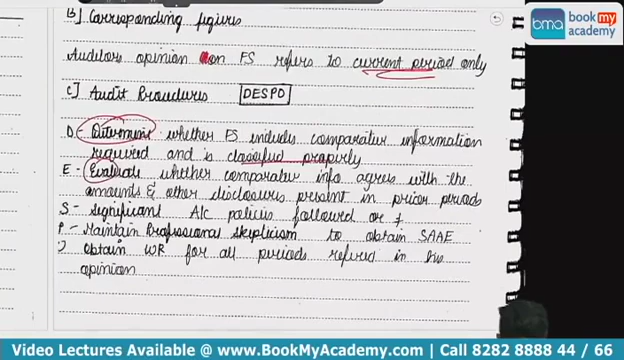 B] Corresponding figures
bma book my academy
Auditors opinion on FS refers to current period only
C] Audit Procedures DESPO
D - Determine whether FS includes comparative information
required and is classified properly
E - Evaluate whether comparative info agrees with the
amounts & other disclosures present in prior periods
S - Significant A/c policies followed or
P - Maintain Professional Skepticism to obtain SAAE
O obtain WR for all periods refered in his
opinion
Video Lectures Available @ www.BookMyAcademy.com | Call 8282 8888 44 / 66